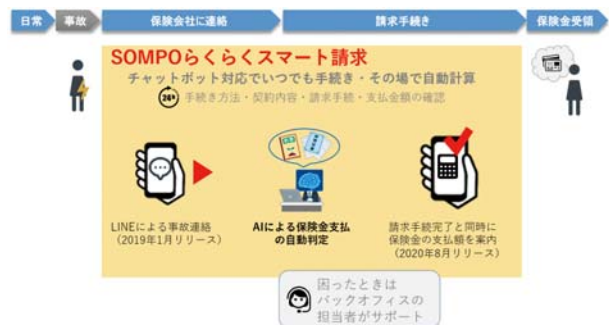 日常
事故
保険会社に連絡
請求手続き
保険金受領
SOMPOらくらくスマート請求
チャットボット対応でいつでも手続き・その場で自動計算
24h
手続き方法・契約内容・請求手続・支払金額の確認
LINEによる事故連絡
(2019年1月リリース)
AIによる保険金支払
の自動判定
請求手続完了と同時に
保険金の支払額を案内
(2020年8月リリース)
困ったときは
バックオフィスの
担当者がサポート